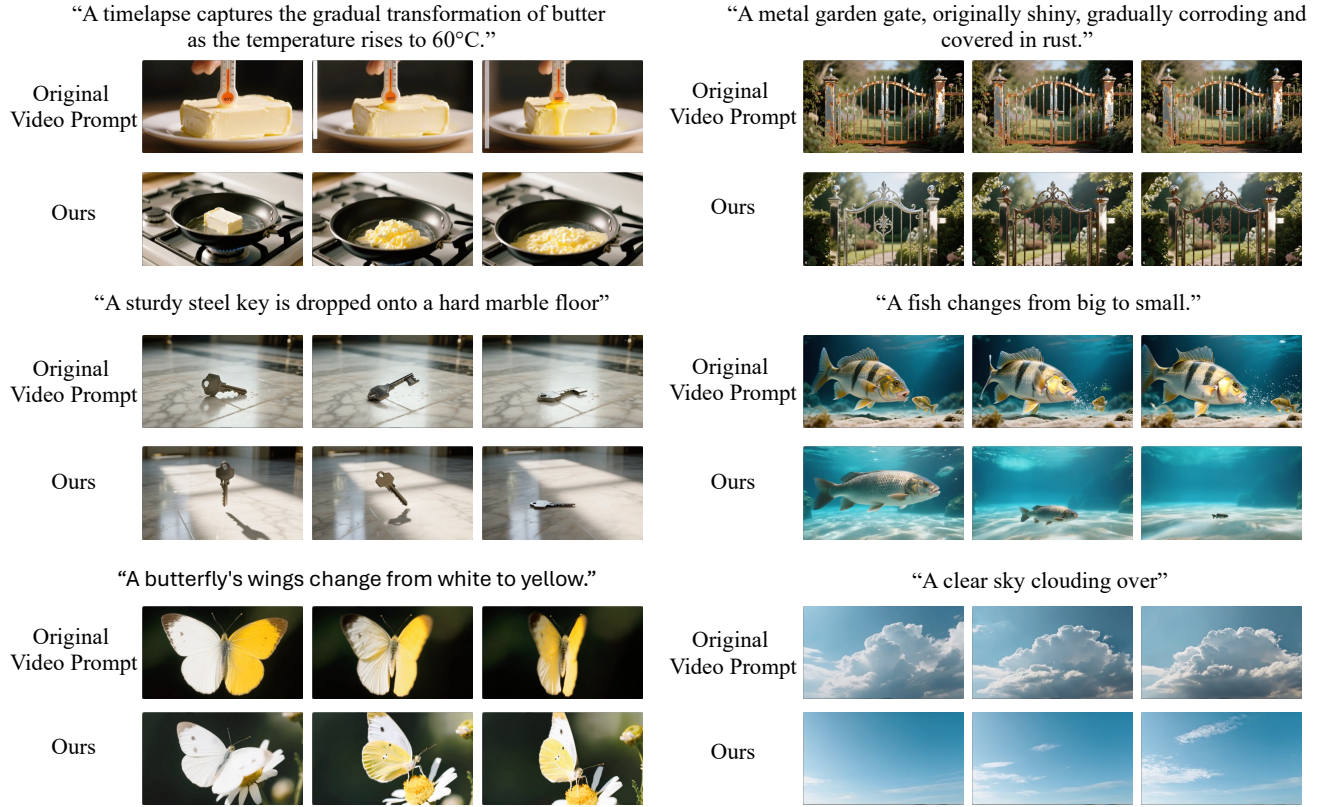 “A timelapse captures the gradual transformation of butter
as the temperature rises to 60°C.”
Original
Video Prompt
Ours
“A metal garden gate, originally shiny, gradually corroding and
covered in rust.”
Original
Video Prompt
Ours
“A sturdy steel key is dropped onto a hard marble floor”
Original
Video Prompt
Ours
“A fish changes from big to small.”
Original
Video Prompt
Ours
“A butterfly's wings change from white to yellow.”
Original
Video Prompt
Ours
“A clear sky clouding over”
Original
Video Prompt
Ours